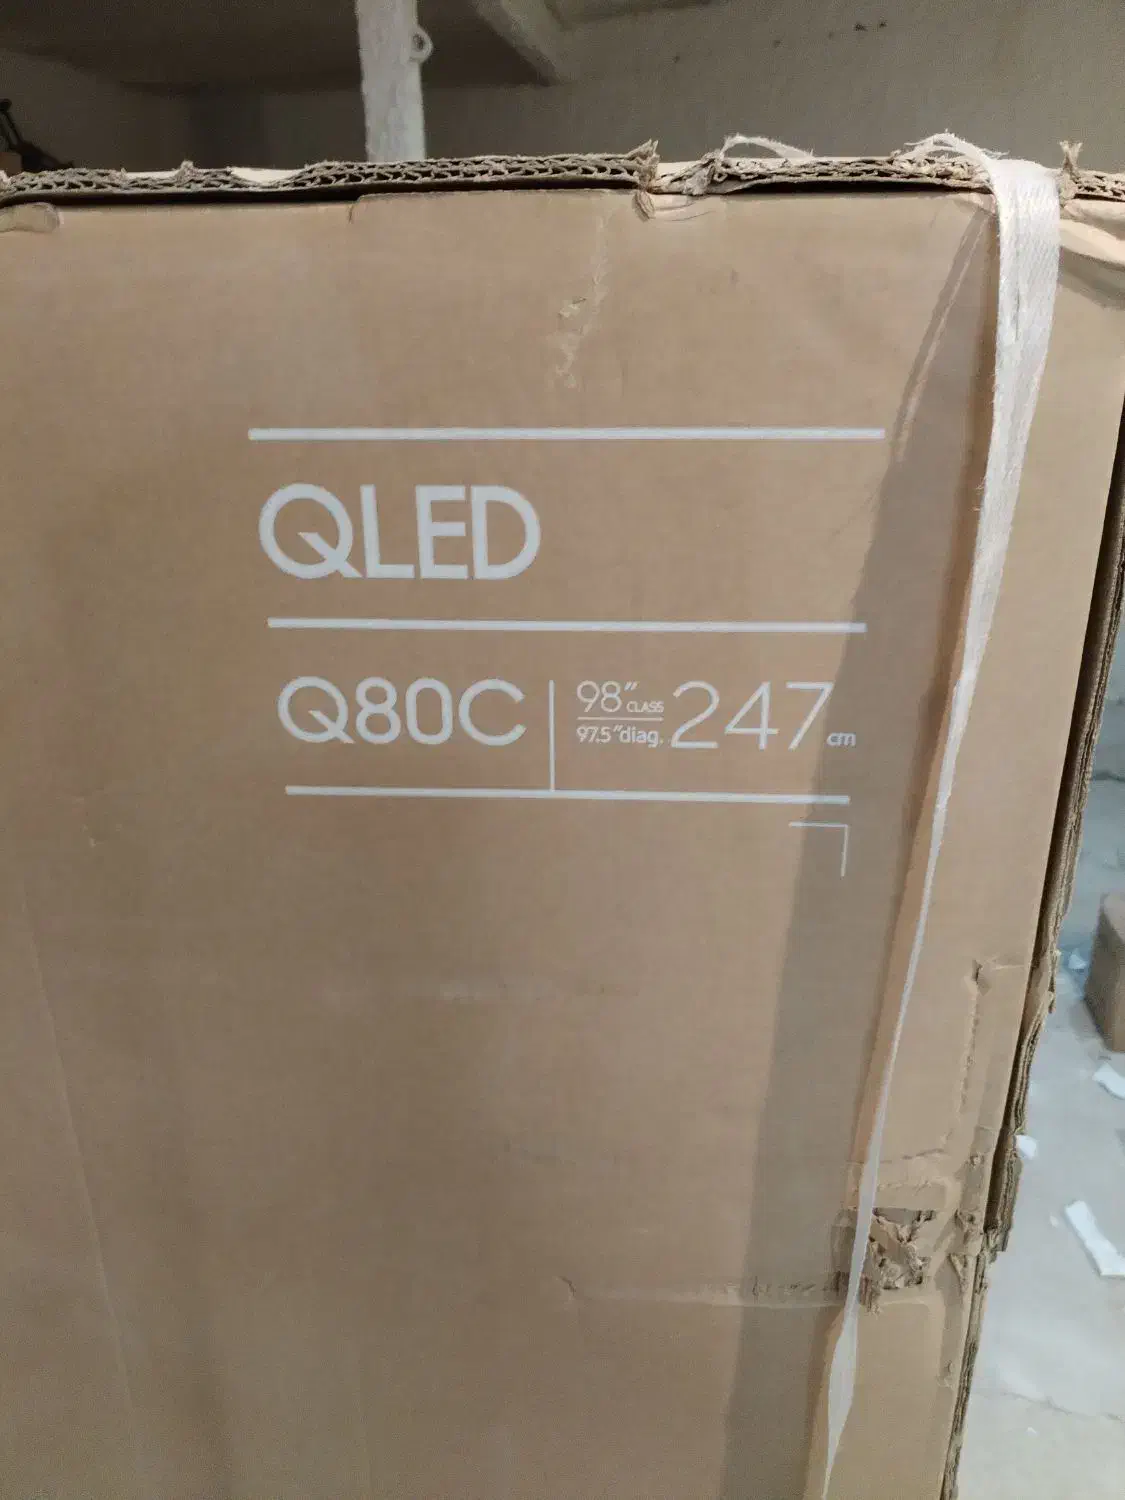 QLED
Q80C 98″ CLASS 247 cm
97.5″diag.